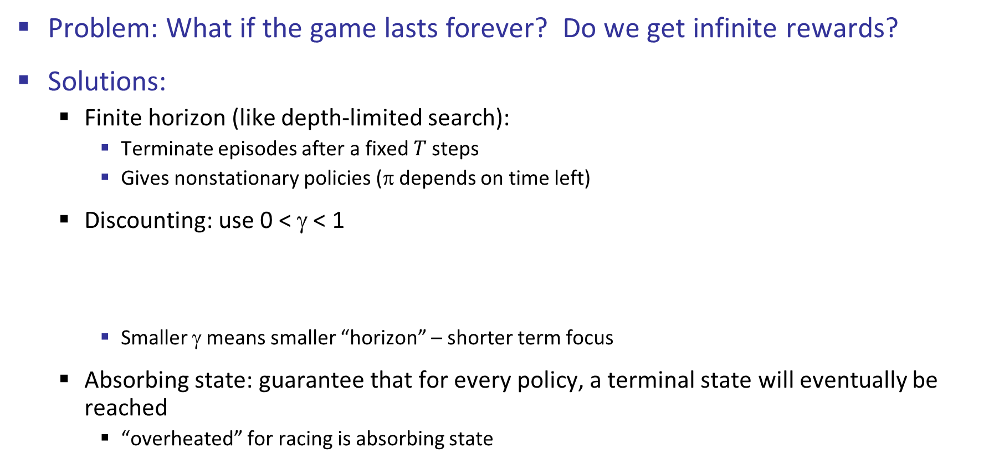 ▪ Problem: What if the game lasts forever?  Do we get infinite rewards?
▪ Solutions:
▪ Finite horizon (like depth-limited search):
▪ Terminate episodes after a fixed T steps
▪ Gives nonstationary policies (π depends on time left)
▪ Discounting: use 0 < γ < 1
▪ Smaller γ means smaller “horizon” – shorter term focus
▪ Absorbing state: guarantee that for every policy, a terminal state will eventually be
reached
▪ “overheated” for racing is absorbing state